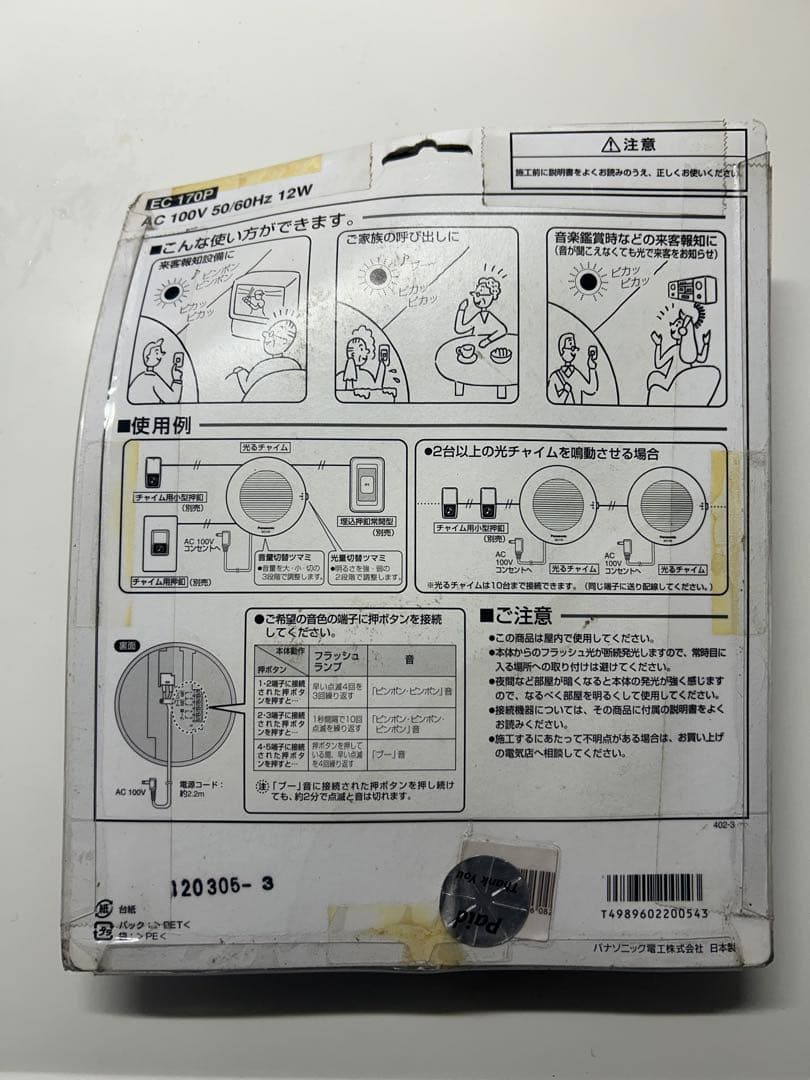 EC 170P
AC 100V 50/60Hz 12W
⚠注意
施工前に説明書をよくお読みのうえ、正しくお使いください。
■こんな使い方ができます。
来客報知設備に
♪ピンポン
ピンポン
ピカッ
ピカッ
ご家族の呼び出しに
♪ブー
ピカッ
ピカッ
音楽鑑賞時などの来客報知に
(音が聞こえなくても光で来客をお知らせ)
ピカッ
ピカッ
■使用例
光るチャイム
チャイム用小型押釦
(別売)
埋込押釦常開型
(別売)
AC 100V
コンセントへ
チャイム用押釦
(別売)
Panasonic
音量切替ツマミ
●音量を大・小・切の
3段階で調整します。
光量切替ツマミ
●明るさを強・弱の
2段階で調整します。
●2台以上の光チャイムを鳴動させる場合
チャイム用小型押釦
(別売)
Panasonic
Panasonic
AC
100V
コンセントへ
光るチャイム
AC
100V
コンセントへ
光るチャイム
※光るチャイムは10台まで接続できます。(同じ端子に送り配線してください。)
裏面
AC 100V
電源コード:
約2.2m
●ご希望の音色の端子に押ボタンを接続
してください。
本体動作
押ボタン
フラッシュ
ランプ
音
1・2端子に接続
された押ボタ
ンを押すと…
早い点滅4回を
3回繰り返す
「ピンポン・ピンポン」音
2・3端子に接続
された押ボタ
ンを押すと…
1秒間隔で10回
点滅を繰り返す
「ピンポン・ピンポン・
ピンポン」音
4・5端子に接続
された押ボタ
ンを押すと…
押ボタンを押して
いる間、早い点滅
を4回繰り返す
「ブー」音
注 「ブー」音に接続された押ボタンを押し続け
ても、約2分で点滅と音は切れます。
■ご注意
●この商品は屋内で使用してください。
●本体からのフラッシュ光が断続発光しますので、常時目に
入る場所への取り付けは避けてください。
●夜間など部屋が暗くなると本体の発光が強く感じます
ので、なるべく部屋を明るくして使用してください。
●接続機器については、その商品に付属の説明書をよく
お読みください。
●施工するにあたって不明点がある場合は、お買い上げ
の電気店へ相談してください。
402-3
120305-3
紙 台紙
プラ パック:>PET<
袋:>PE<
Thank You
Paid
T4989602200543
パナソニック電工株式会社 日本製